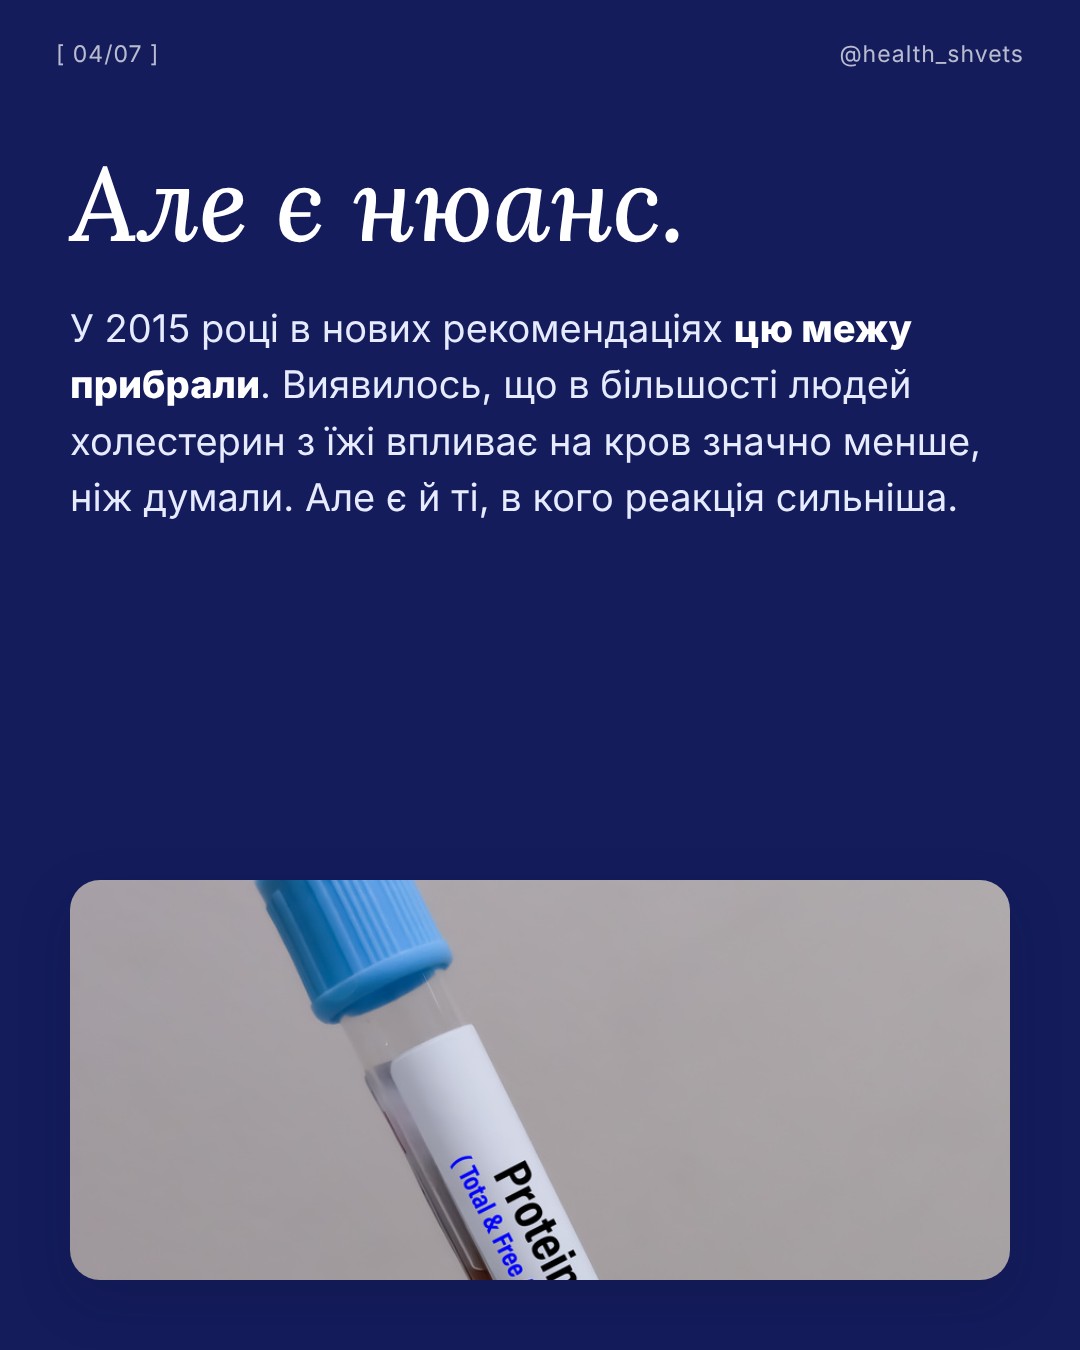 [ 04/07 ]
@health_shvets
Але є нюанс.
У 2015 році в нових рекомендаціях цю межу
прибрали. Виявилось, що в більшості людей
холестерин з їжі впливає на кров значно менше,
ніж думали. Але є й ті, в кого реакція сильніша.
Protein
( Total & Free